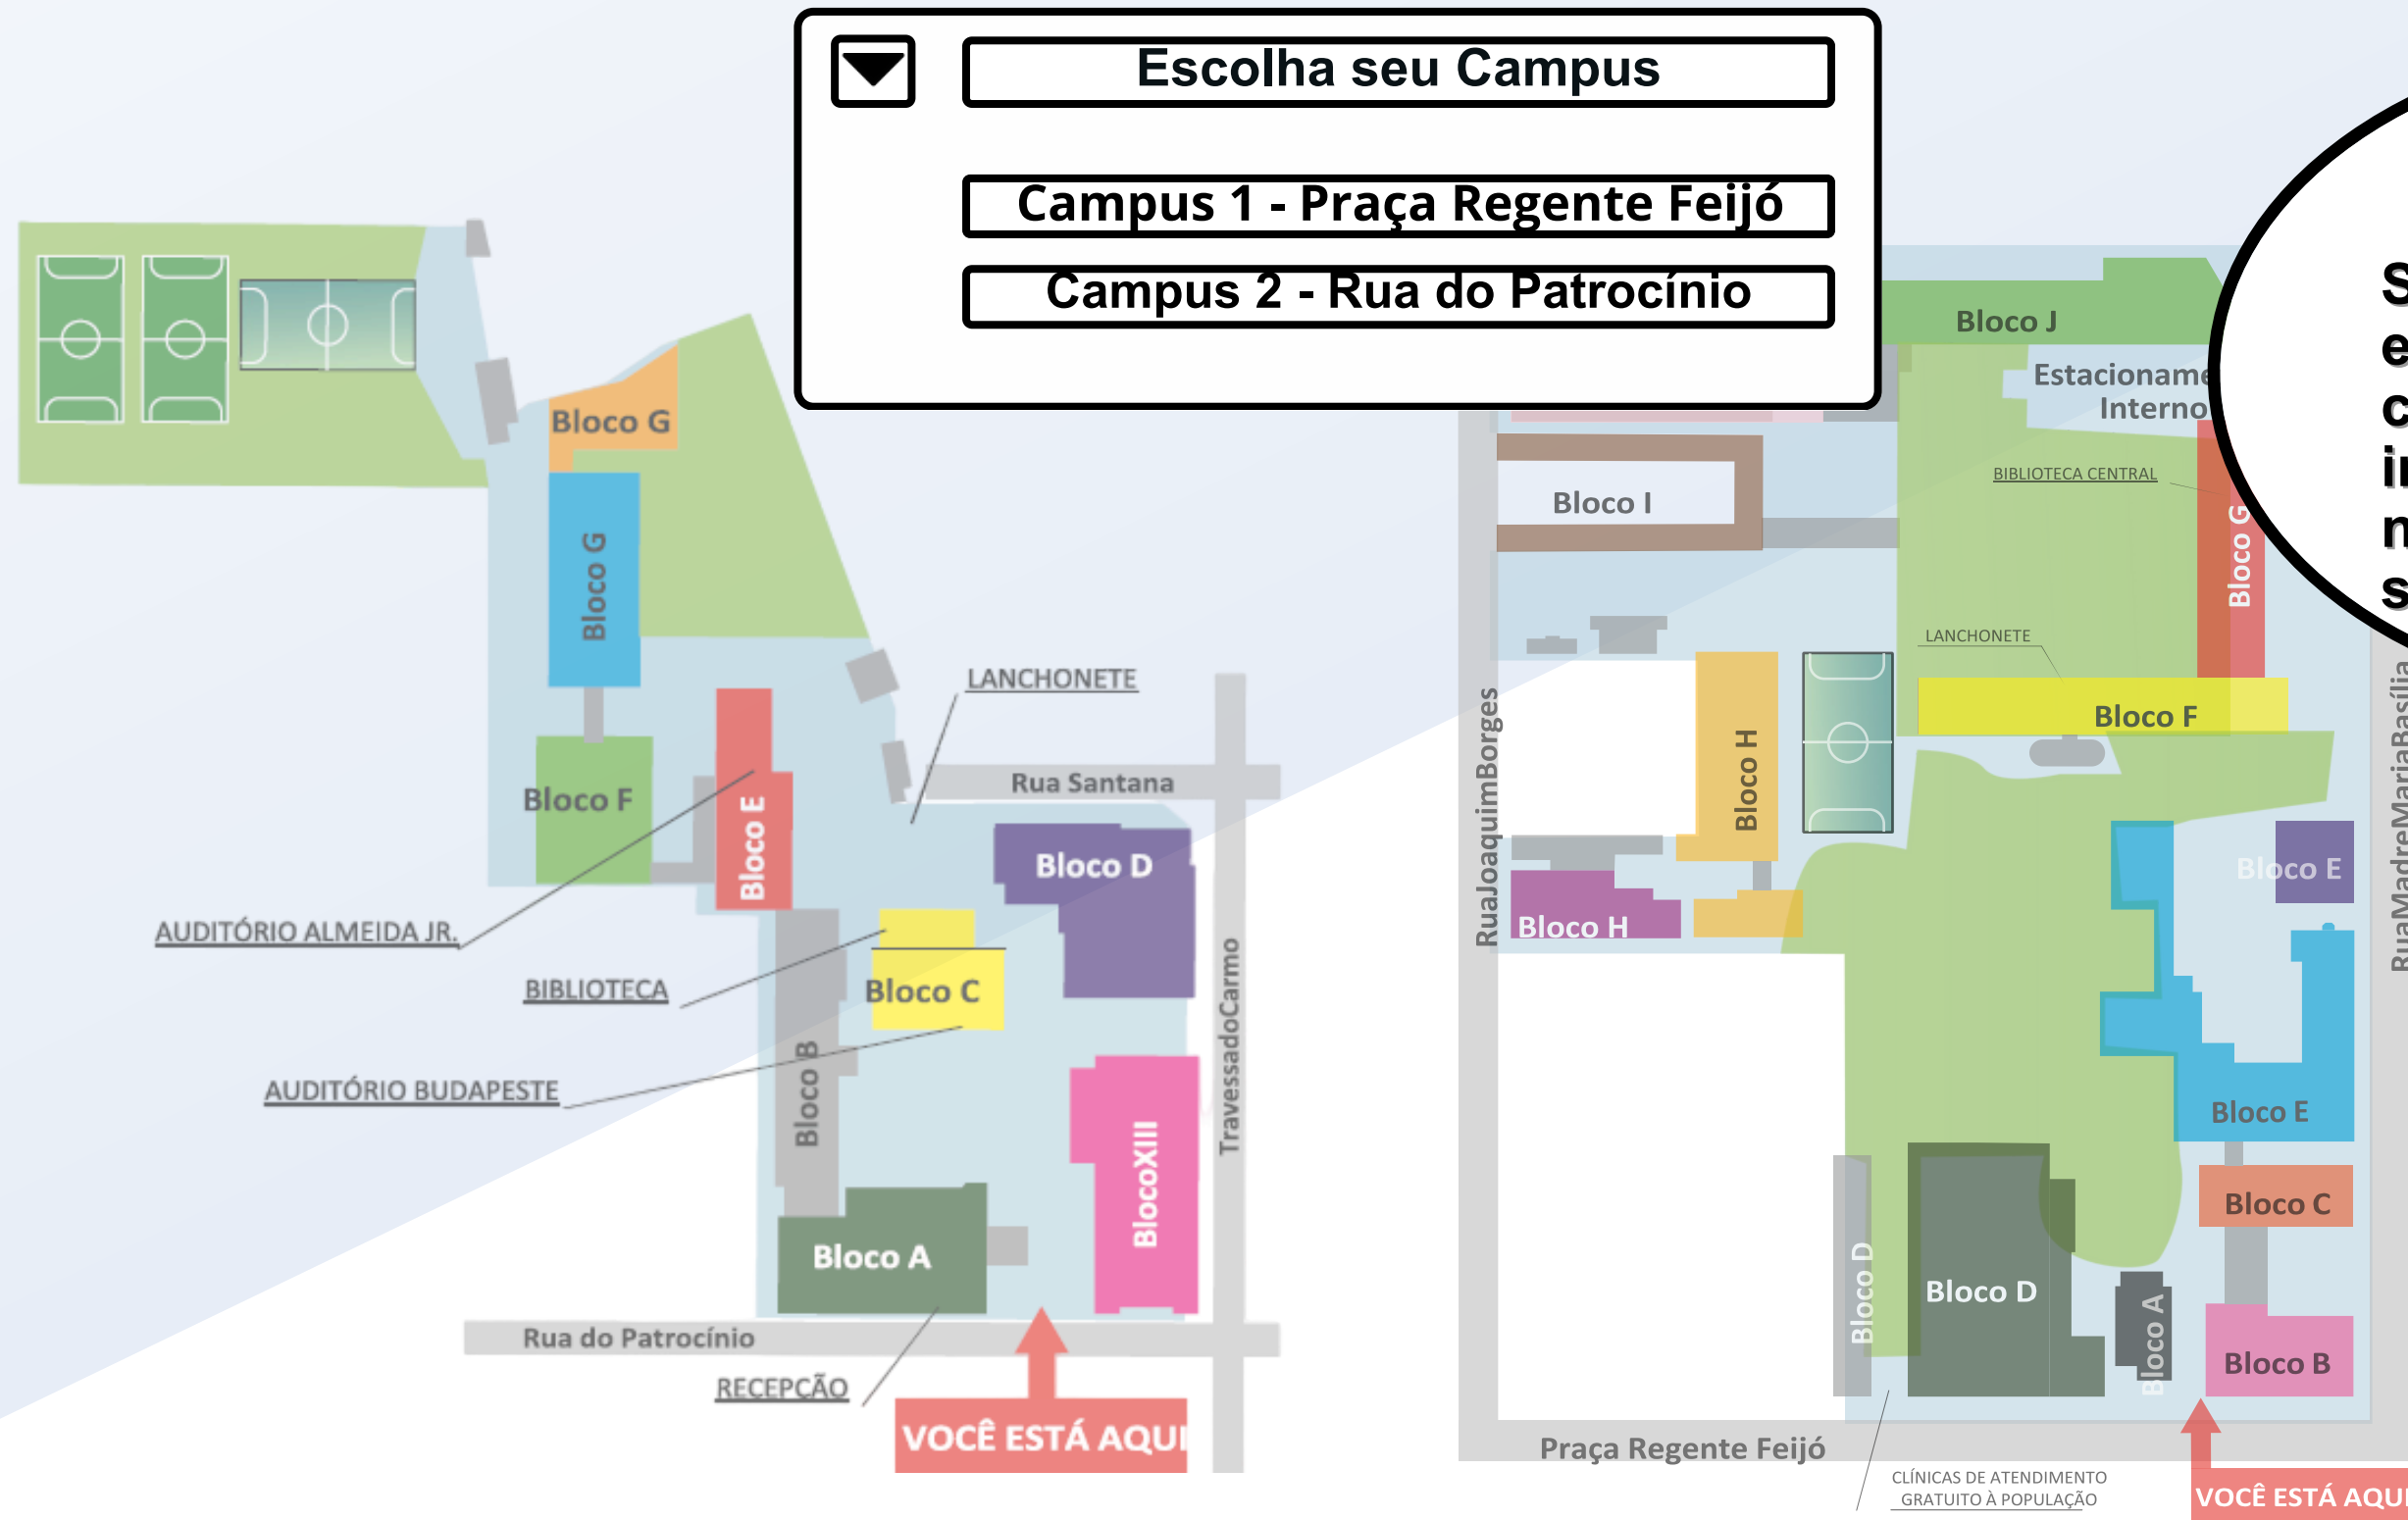 Escolha seu Campus
Campus 1 - Praça Regente Feijó
Campus 2 - Rua do Patrocínio
Bloco G
Bloco G
LANCHONETE
Rua Santana
Bloco F
Bloco E
Bloco D
AUDITÓRIO ALMEIDA JR.
BIBLIOTECA
Bloco C
TravessadoCarmo
AUDITÓRIO BUDAPESTE
Bloco B
BlocoXIII
Bloco A
Rua do Patrocínio
RECEPÇÃO
VOCÊ ESTÁ AQUI
Bloco J
Interno
BIBLIOTECA CENTRAL
Bloco I
Bloco G
LANCHONETE
Bloco F
RuaJoaquimBorges
RuaMadreMariaBasília
Bloco H
Bloco H
Bloco E
Bloco E
Bloco C
Bloco D
Bloco D
Bloco A
Bloco B
Praça Regente Feijó
CLÍNICAS DE ATENDIMENTO
GRATUITO À POPULAÇÃO
VOCÊ ESTÁ AQUI